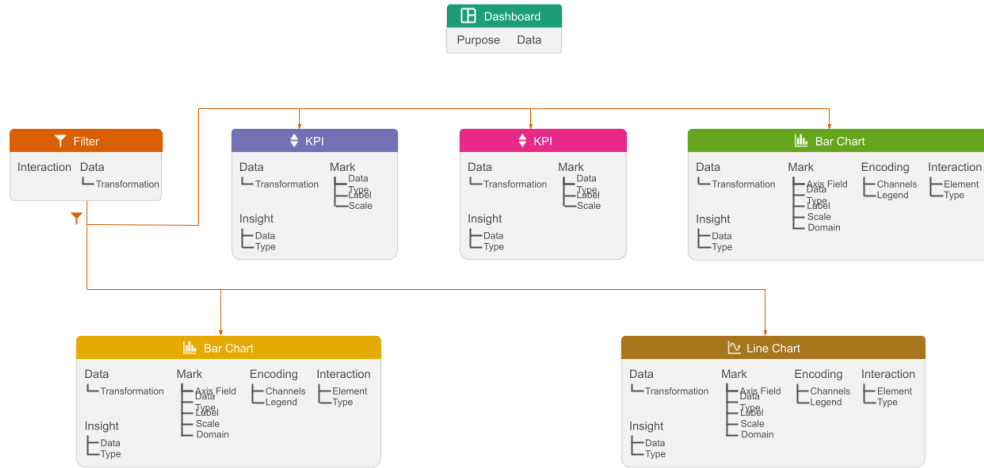 Dashboard
Purpose Data
Filter
Interaction Data
Transformation
KPI
Data Mark
Transformation
Data
Type
Label
Scale
Insight
Data
Type
KPI
Data Mark
Transformation
Data
Type
Label
Scale
Insight
Data
Type
Bar Chart
Data Mark Encoding Interaction
Transformation Axis Field Channels Element
Data
Type
Legend Type
Label
Scale
Domain
Insight
Data
Type
Bar Chart
Data Mark Encoding Interaction
Transformation Axis Field Channels Element
Data
Type
Legend Type
Label
Scale
Domain
Insight
Data
Type
Line Chart
Data Mark Encoding Interaction
Transformation Axis Field Channels Element
Data
Type
Legend Type
Label
Scale
Domain
Insight
Data
Type